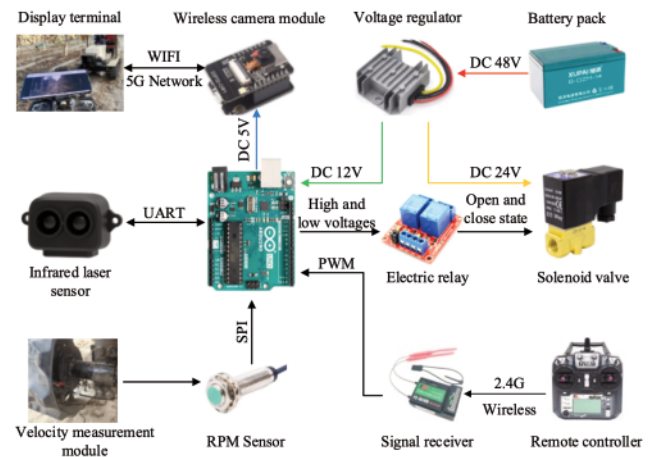 Display terminal
Wireless camera module
Voltage regulator
Battery pack
WIFI
5G Network
DC 48V
XUPAI
DC 5V
DC 12V
DC 24V
UART
High and
low voltages
Open and
close state
ARDUINO
Infrared laser
sensor
PWM
Electric relay
Solenoid valve
SPI
2.4G
Wireless
Velocity measurement
module
RPM Sensor
Signal receiver
Remote controller